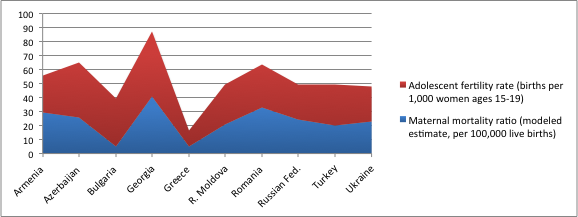 100
90
80
70
60
50
40
30
20
10
0
Armenia
Azerbaijan
Bulgaria
Georgia
Greece
R. Moldova
Romania
Russian Fed.
Turkey
Ukraine
Adolescent fertility rate (births per
1,000 women ages 15-19)
Maternal mortality ratio (modeled
estimate, per 100,000 live births)